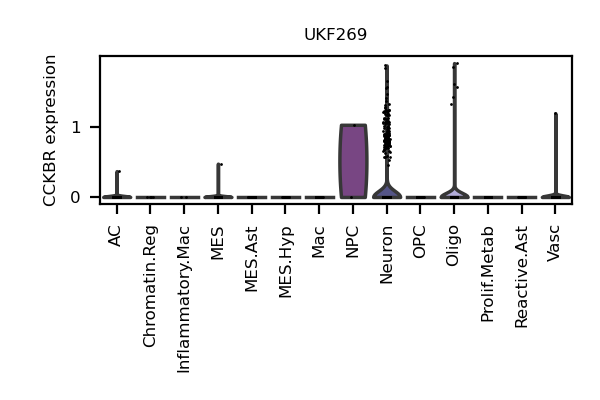 UKF269
CCKBR expression
1
0
AC
Chromatin.Reg
Inflammatory.Mac
MES
MES.Ast
MES.Hyp
Mac
NPC
Neuron
OPC
Oligo
Prolif.Metab
Reactive.Ast
Vasc